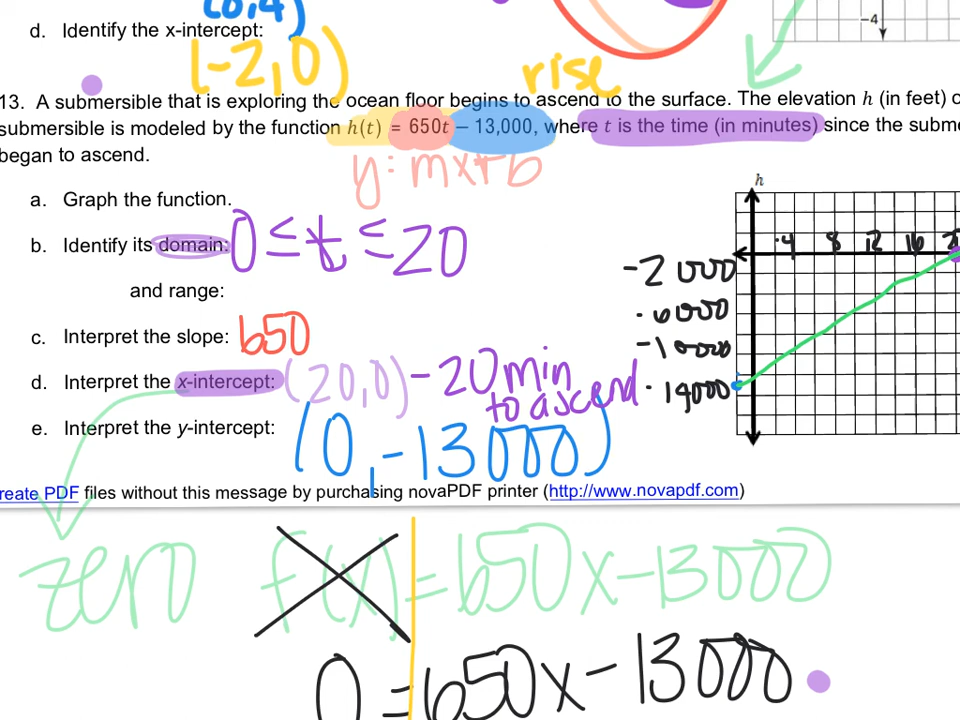 (0,4)
d. Identify the x-intercept:
(-2,0)
-4
rise
13. A submersible that is exploring the ocean floor begins to ascend to the surface. The elevation h (in feet) o
submersible is modeled by the function h(t) = 650t – 13,000, where t is the time (in minutes) since the subme
began to ascend.
y = mx+b
a. Graph the function.
h
b. Identify its domain: 0 ≤ t ≤ 20
4 8 12 16 2
-2000
and range:
-6000
c. Interpret the slope: 650
-10000
d. Interpret the x-intercept: (20,0) - 20 min
to ascend
-14000
e. Interpret the y-intercept: (0,-13000)
reate PDF files without this message by purchasing novaPDF printer (http://www.novapdf.com)
zero f(x) = 650x-13000
0 = 650x - 13000